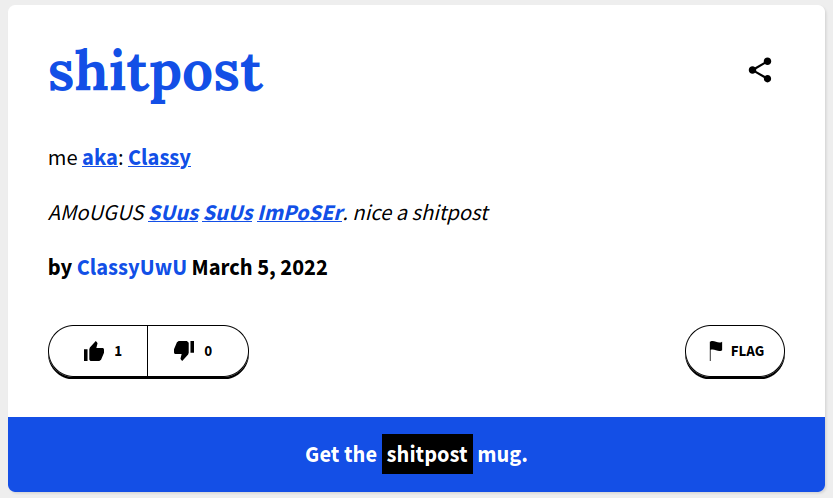 shitpost
me aka: Classy
AMoUGUS SUus SuUs ImPoSEr. nice a shitpost
by ClassyUwU March 5, 2022
1 0 FLAG
Get the shitpost mug.